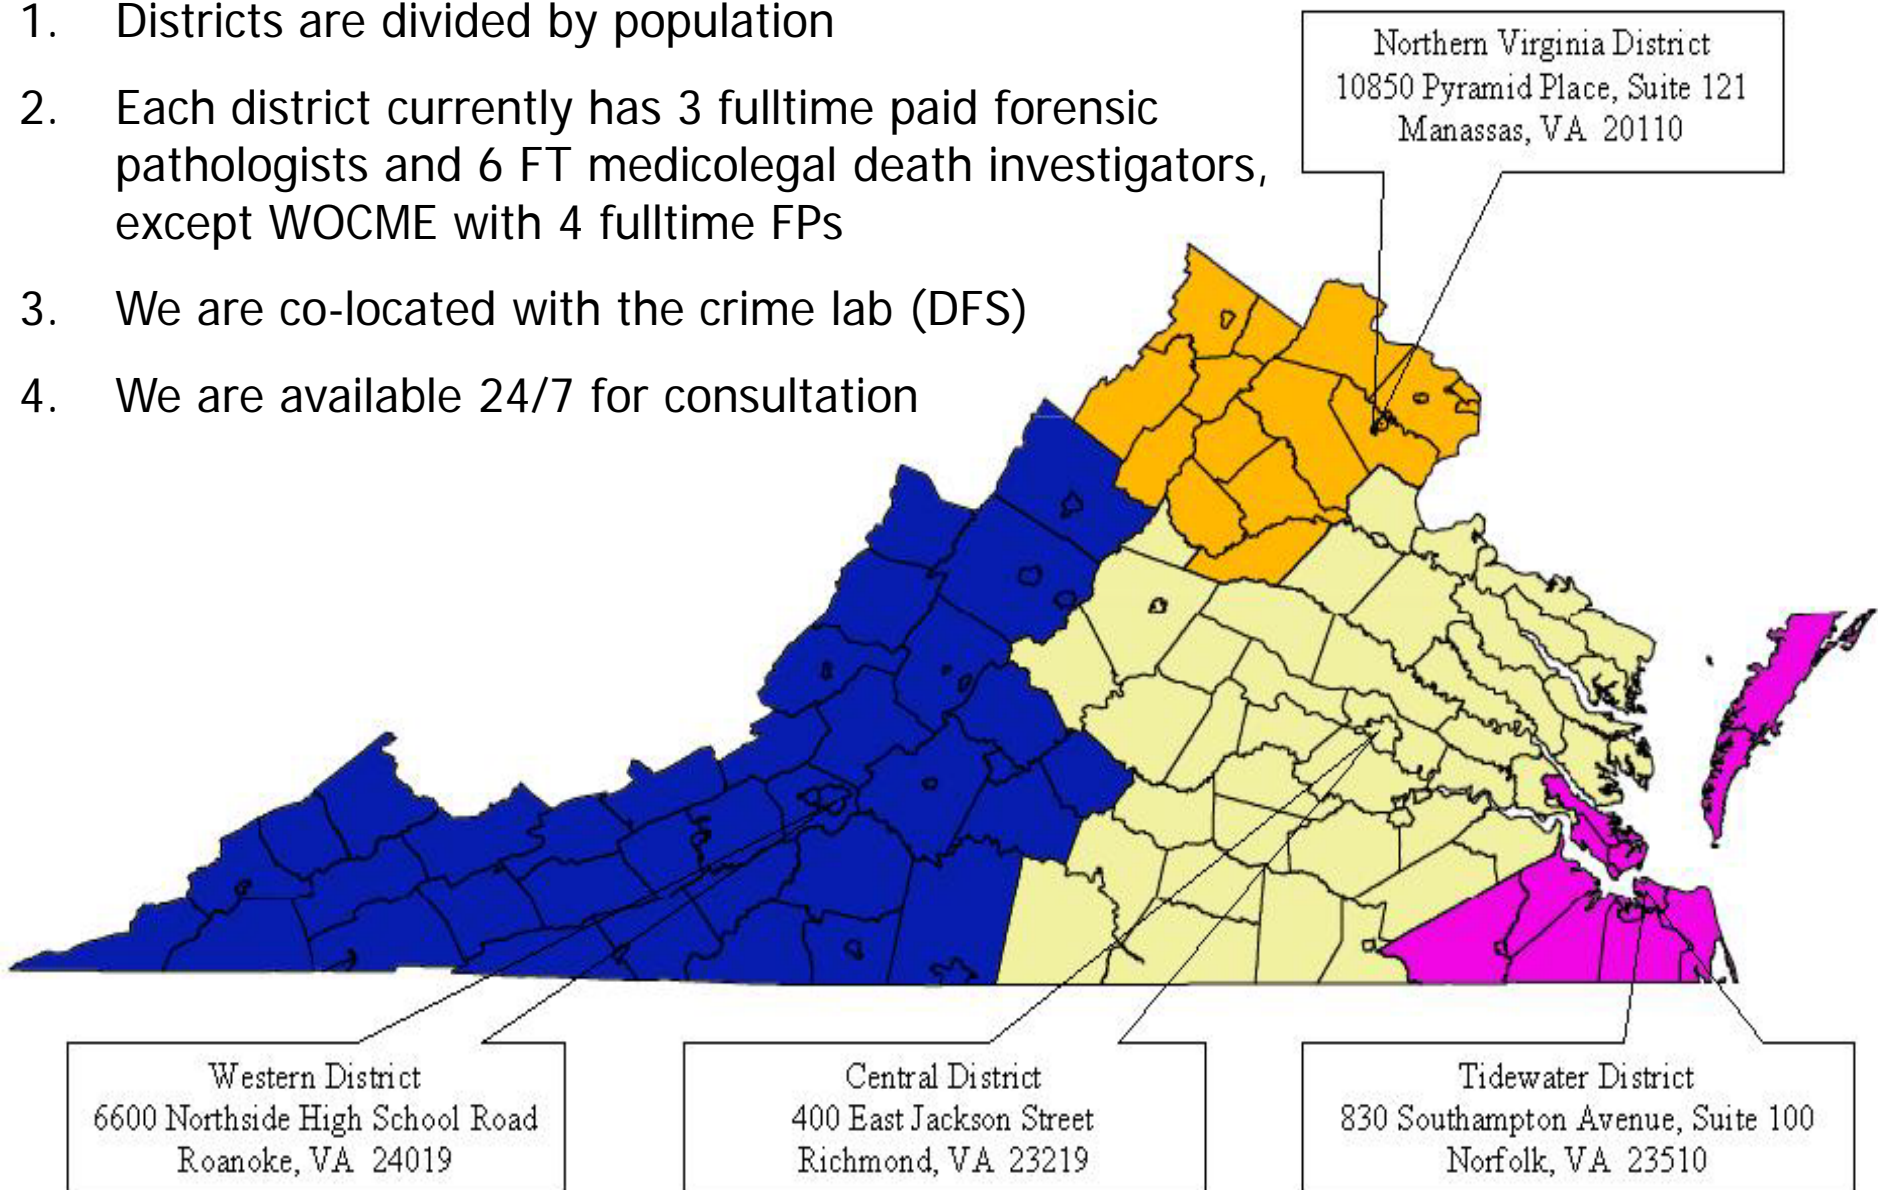 1. Districts are divided by population
2. Each district currently has 3 fulltime paid forensic
pathologists and 6 FT medicolegal death investigators,
except WOCME with 4 fulltime FPs
3. We are co-located with the crime lab (DFS)
4. We are available 24/7 for consultation
Northern Virginia District
10850 Pyramid Place, Suite 121
Manassas, VA 20110
Western District
6600 Northside High School Road
Roanoke, VA 24019
Central District
400 East Jackson Street
Richmond, VA 23219
Tidewater District
830 Southampton Avenue, Suite 100
Norfolk, VA 23510